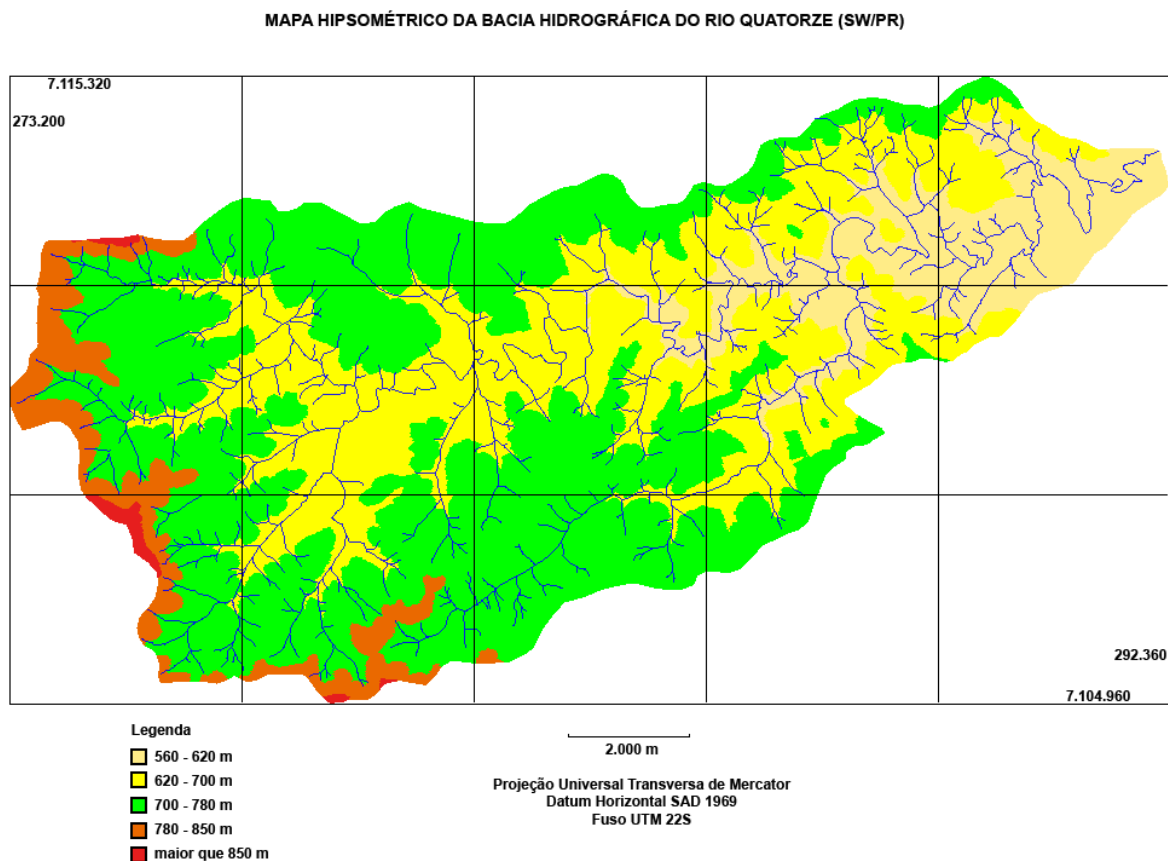 MAPA HIPSOMÉTRICO DA BACIA HIDROGRÁFICA DO RIO QUATORZE (SW/PR)
7.115.320
273.200
292.360
7.104.960
Legenda
560 - 620 m
620 - 700 m
700 - 780 m
780 - 850 m
maior que 850 m
2.000 m
Projeção Universal Transversa de Mercator
Datum Horizontal SAD 1969
Fuso UTM 22S